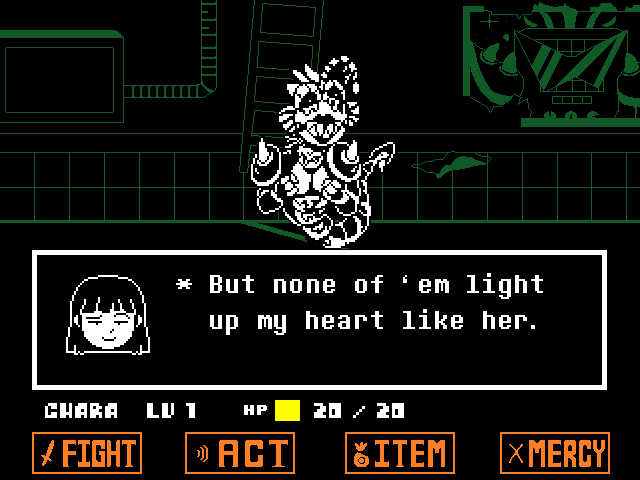 * But none of ‘em light
up my heart like her.
CHARA LV 1 HP 20 / 20
FIGHT ACT ITEM MERCY